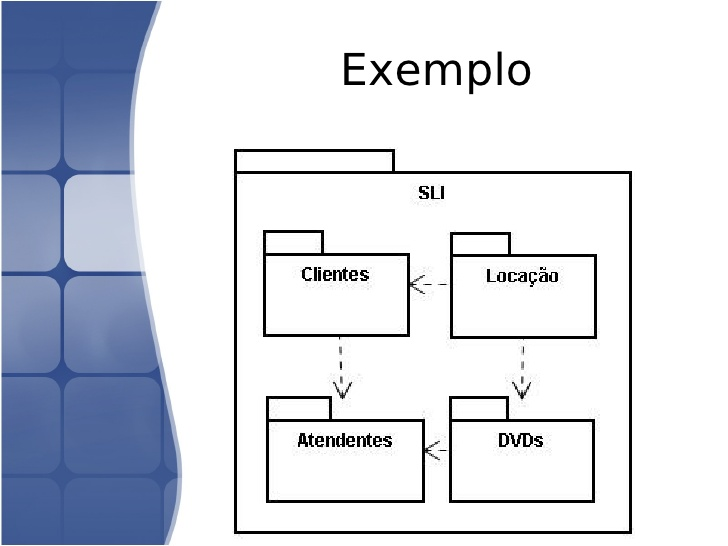 Exemplo
SLI
Clientes
Locação
Atendentes
DVDs